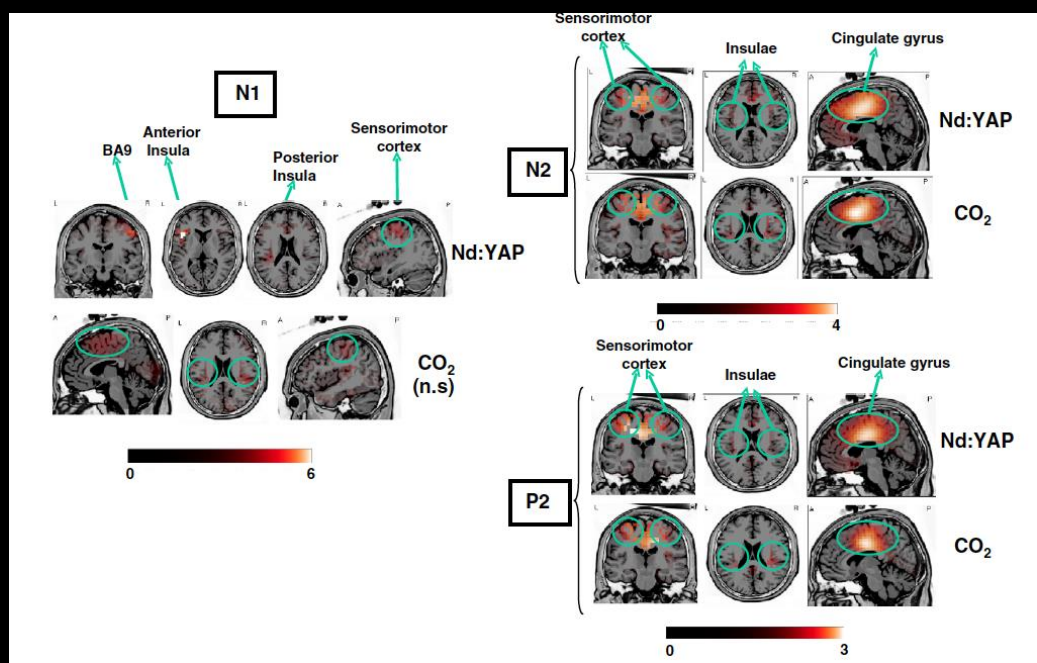 N1
BA9
Anterior
Insula
Posterior
Insula
Sensorimotor
cortex
L
R
L
R
L
R
A
P
Nd:YAP
A
P
L
R
A
P
CO₂
(n.s)
0
6
Sensorimotor
cortex
Insulae
Cingulate gyrus
N2
L
R
L
R
A
P
Nd:YAP
L
R
L
R
A
P
CO₂
0
4
Sensorimotor
cortex
Insulae
Cingulate gyrus
P2
L
R
L
R
A
P
Nd:YAP
L
R
L
R
A
P
CO₂
0
3